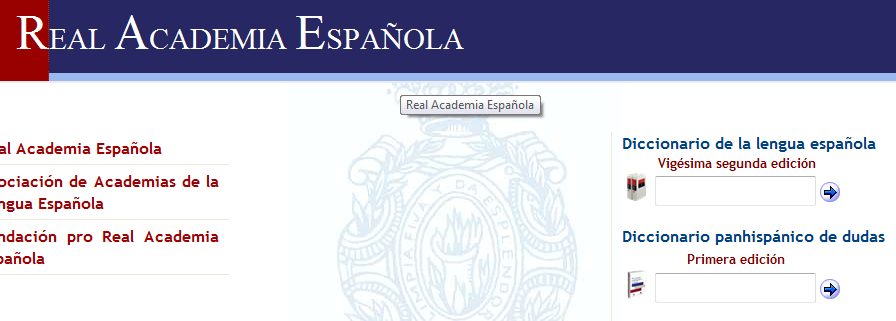 REAL ACADEMIA ESPAÑOLA
Real Academia Española
al Academia Española
ociación de Academias de la
ngua Española
ndación pro Real Academia
pañola
LIMPIA FIJA Y DA ESPLENDOR
Diccionario de la lengua española
Vigésima segunda edición
Diccionario panhispánico de dudas
Primera edición